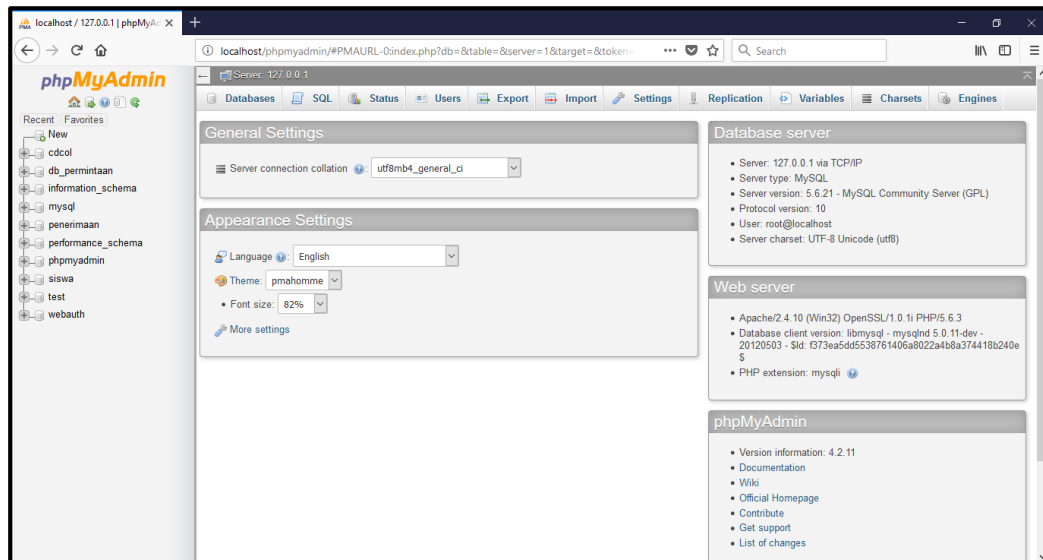 localhost / 127.0.0.1 | phpMyAd
localhost/phpmyadmin/#PMAURL-0:index.php?db=&table=&server=1&target=&token=
Search
phpMyAdmin
Recent Favorites
New
cdcol
db_permintaan
information_schema
mysql
penerimaan
performance_schema
phpmyadmin
siswa
test
webauth
Server: 127.0.0.1
Databases SQL Status Users Export Import Settings Replication Variables Charsets Engines
General Settings
Server connection collation : utf8mb4_general_ci
Appearance Settings
Language : English
Theme: pmahomme
• Font size: 82%
More settings
Database server
• Server: 127.0.0.1 via TCP/IP
• Server type: MySQL
• Server version: 5.6.21 - MySQL Community Server (GPL)
• Protocol version: 10
• User: root@localhost
• Server charset: UTF-8 Unicode (utf8)
Web server
• Apache/2.4.10 (Win32) OpenSSL/1.0.1i PHP/5.6.3
• Database client version: libmysql - mysqlnd 5.0.11-dev -
20120503 - $Id: f373ea5dd5538761406a8022a4b8a374418b240e
$
• PHP extension: mysqli
phpMyAdmin
• Version information: 4.2.11
• Documentation
• Wiki
• Official Homepage
• Contribute
• Get support
• List of changes